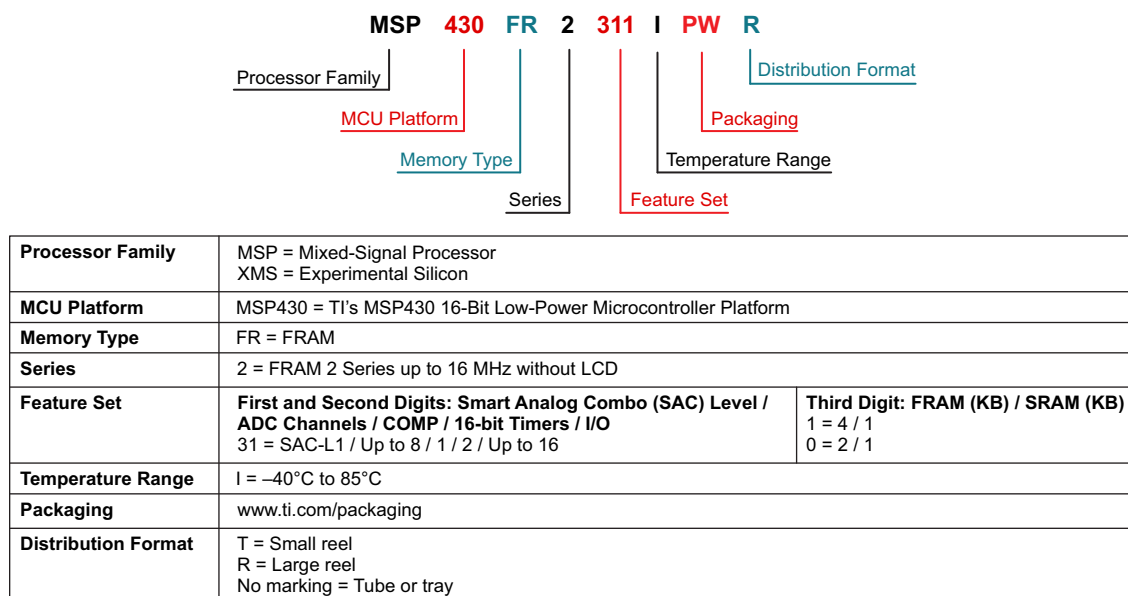 MSP 430 FR 2 311 I PW R
Processor Family
Distribution Format
MCU Platform
Packaging
Memory Type
Temperature Range
Series
Feature Set
Processor Family
MSP = Mixed-Signal Processor
XMS = Experimental Silicon
MCU Platform
MSP430 = TI's MSP430 16-Bit Low-Power Microcontroller Platform
Memory Type
FR = FRAM
Series
2 = FRAM 2 Series up to 16 MHz without LCD
Feature Set
First and Second Digits: Smart Analog Combo (SAC) Level /
ADC Channels / COMP / 16-bit Timers / I/O
31 = SAC-L1 / Up to 8 / 1 / 2 / Up to 16
Third Digit: FRAM (KB) / SRAM (KB)
1 = 4 / 1
0 = 2 / 1
Temperature Range
I = –40°C to 85°C
Packaging
www.ti.com/packaging
Distribution Format
T = Small reel
R = Large reel
No marking = Tube or tray